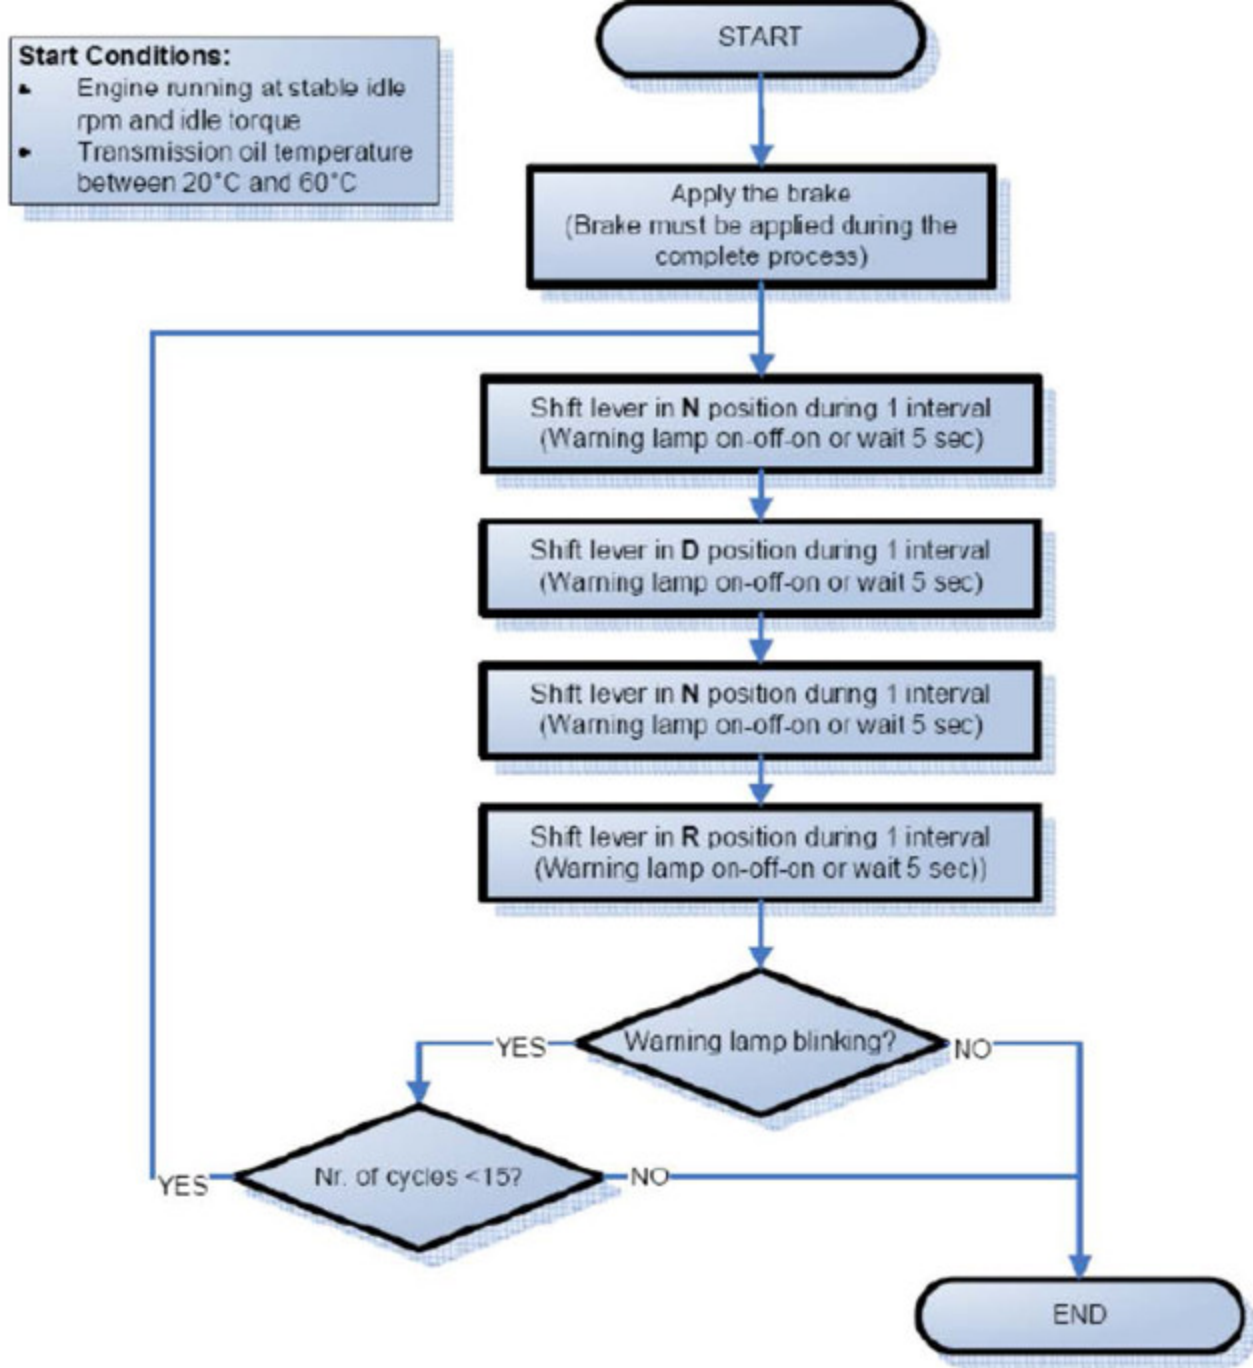 START
Start Conditions:
Engine running at stable idle
rpm and idle torque
Transmission oil temperature
between 20°C and 60°C
Apply the brake
(Brake must be applied during the
complete process)
Shift lever in N position during 1 interval
(Warning lamp on-off-on or wait 5 sec)
Shift lever in D position during 1 interval
(Warning lamp on-off-on or wait 5 sec)
Shift lever in N position during 1 interval
(Warning lamp on-off-on or wait 5 sec)
Shift lever in R position during 1 interval
(Warning lamp on-off-on or wait 5 sec))
Warning lamp blinking?
YES
NO
Nr. of cycles <15?
YES
NO
END